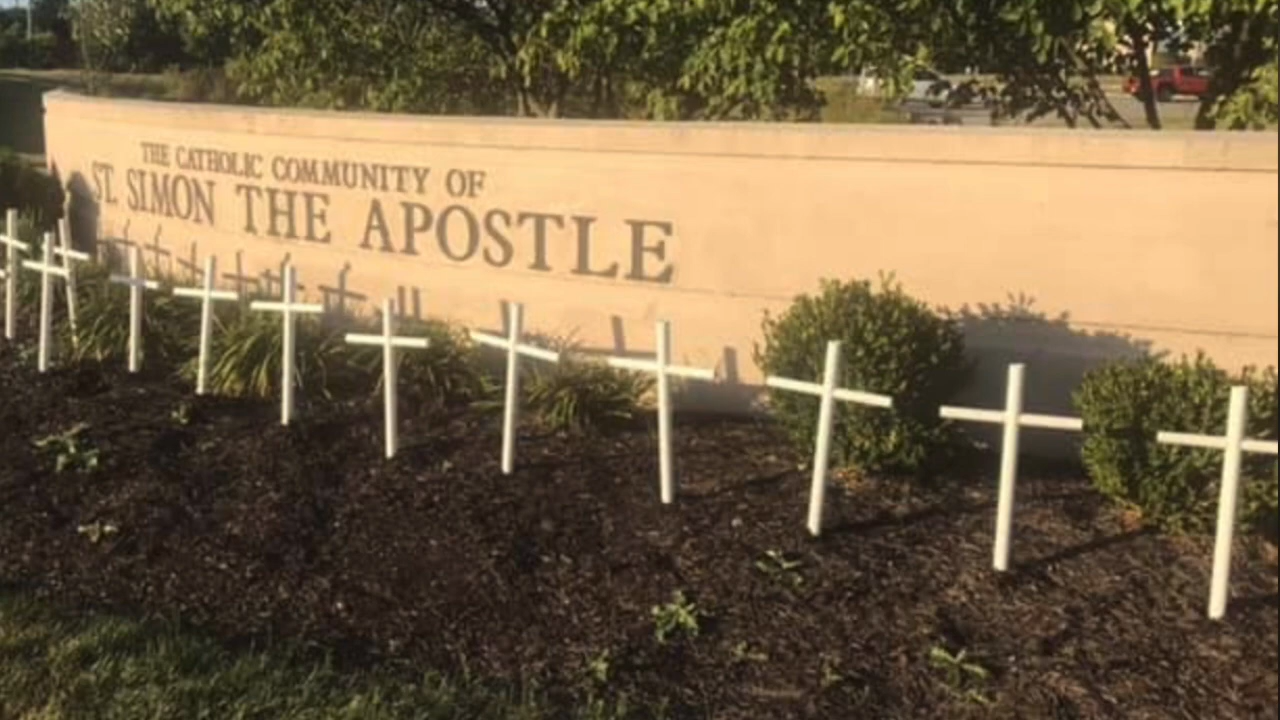 THE CATHOLIC COMMUNITY OF
ST. SIMON THE APOSTLE